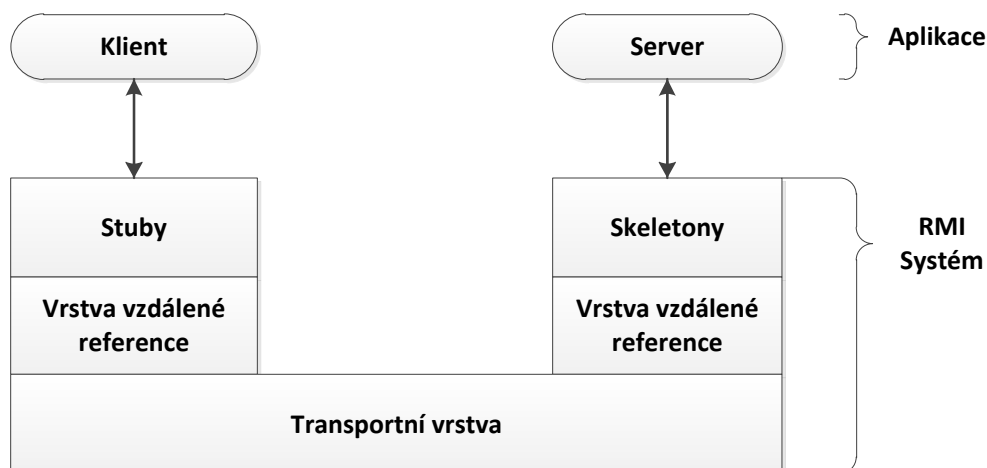 Klient
Server
Aplikace
Stuby
Skeletony
RMI
Systém
Vrstva vzdálené
reference
Vrstva vzdálené
reference
Transportní vrstva